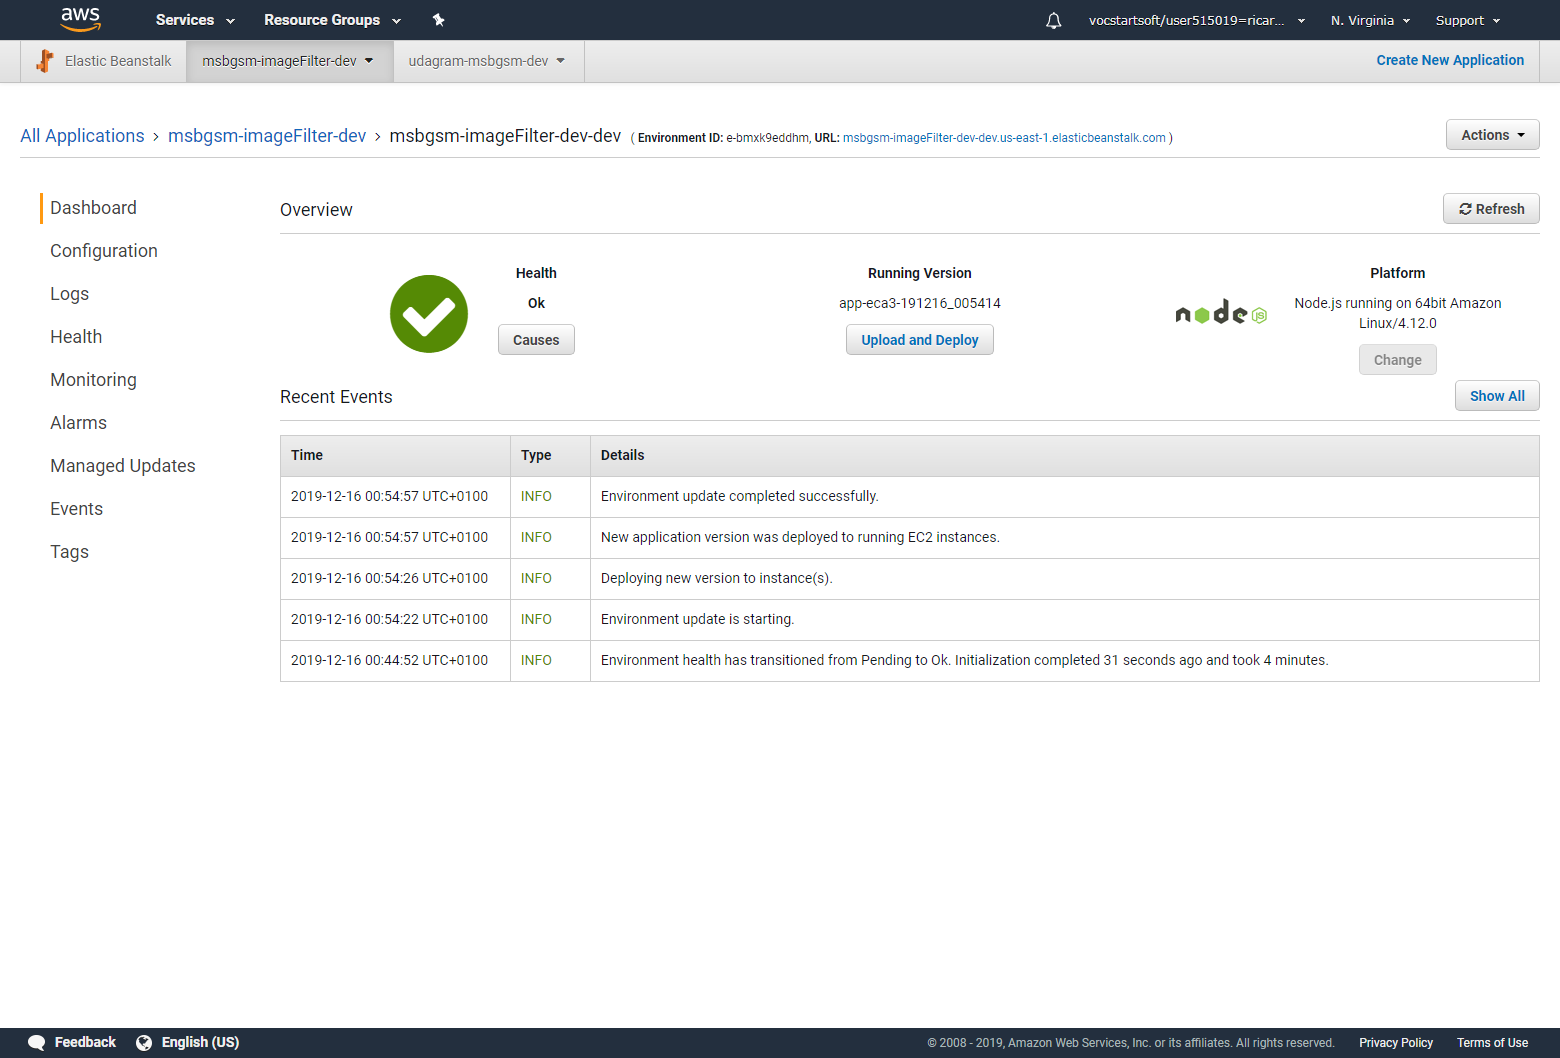 aws Services Resource Groups vocstartsoft/user515019=ricar... N. Virginia Support
Elastic Beanstalk msbgsm-imageFilter-dev udagram-msbgsm-dev Create New Application
All Applications > msbgsm-imageFilter-dev > msbgsm-imageFilter-dev-dev ( Environment ID: e-bmxk9eddhm, URL: msbgsm-imageFilter-dev-dev.us-east-1.elasticbeanstalk.com ) Actions
Dashboard
Configuration
Logs
Health
Monitoring
Alarms
Managed Updates
Events
Tags
Overview Refresh
Health
Ok
Causes
Running Version
app-eca3-191216_005414
Upload and Deploy
node JS
Platform
Node.js running on 64bit Amazon
Linux/4.12.0
Change
Recent Events Show All
Time Type Details
2019-12-16 00:54:57 UTC+0100 INFO Environment update completed successfully.
2019-12-16 00:54:57 UTC+0100 INFO New application version was deployed to running EC2 instances.
2019-12-16 00:54:26 UTC+0100 INFO Deploying new version to instance(s).
2019-12-16 00:54:22 UTC+0100 INFO Environment update is starting.
2019-12-16 00:44:52 UTC+0100 INFO Environment health has transitioned from Pending to Ok. Initialization completed 31 seconds ago and took 4 minutes.
Feedback English (US) © 2008 - 2019, Amazon Web Services, Inc. or its affiliates. All rights reserved. Privacy Policy Terms of Use